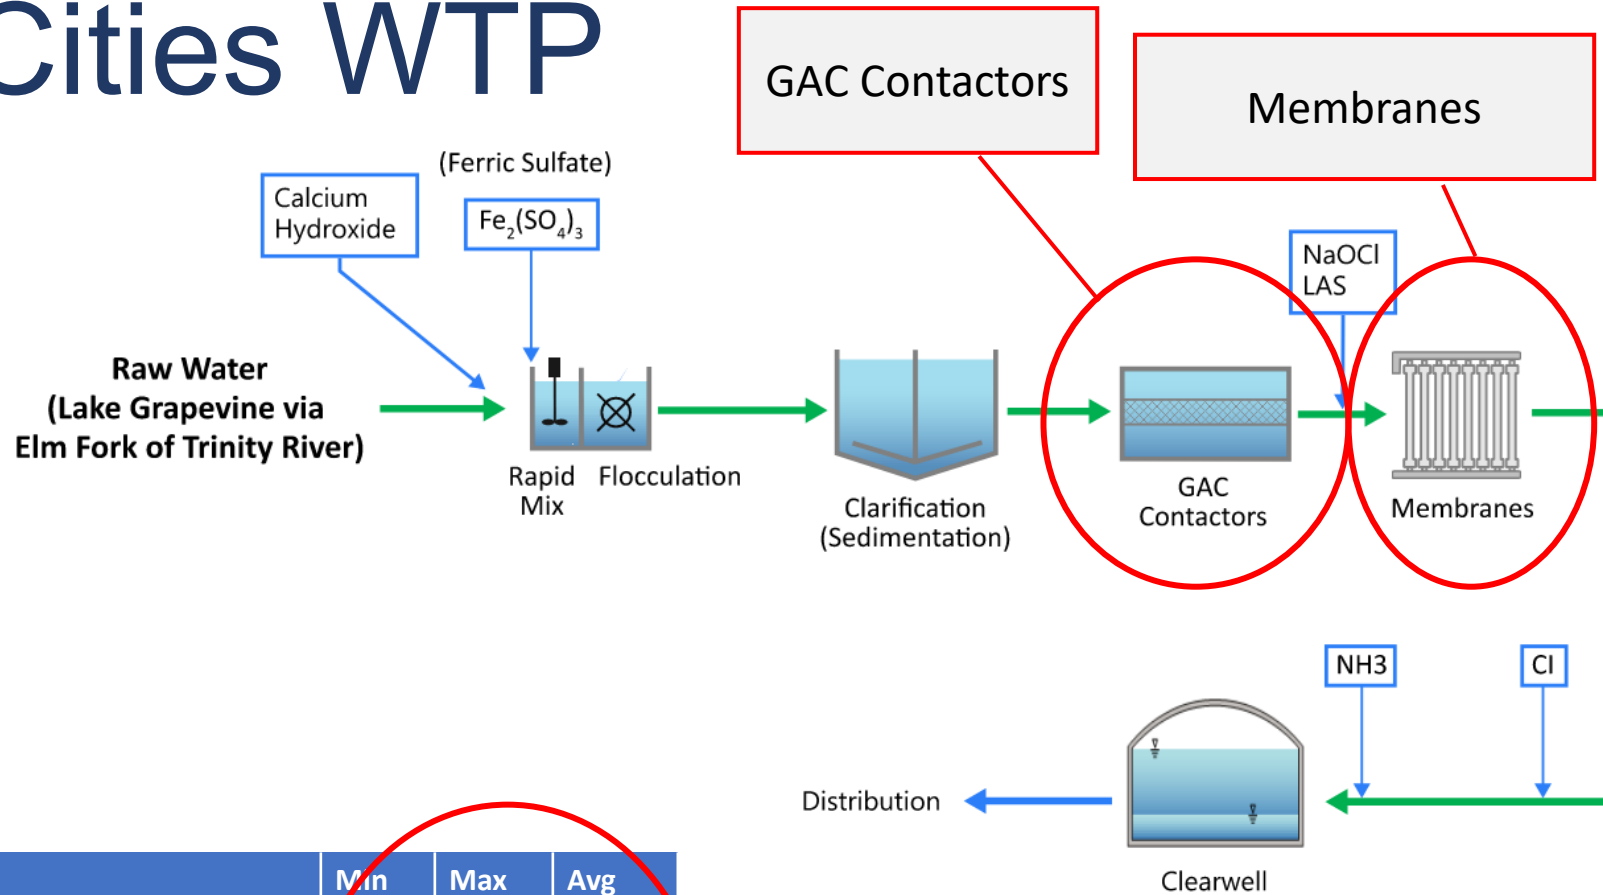 Cities WTP
GAC Contactors
Membranes
(Ferric Sulfate)
Calcium
Hydroxide
Fe₂(SO₄)₃
NaOCl
LAS
Raw Water
(Lake Grapevine via
Elm Fork of Trinity River)
Rapid
Mix
Flocculation
Clarification
(Sedimentation)
GAC
Contactors
Membranes
NH3
Cl
Distribution
Clearwell
Min Max Avg